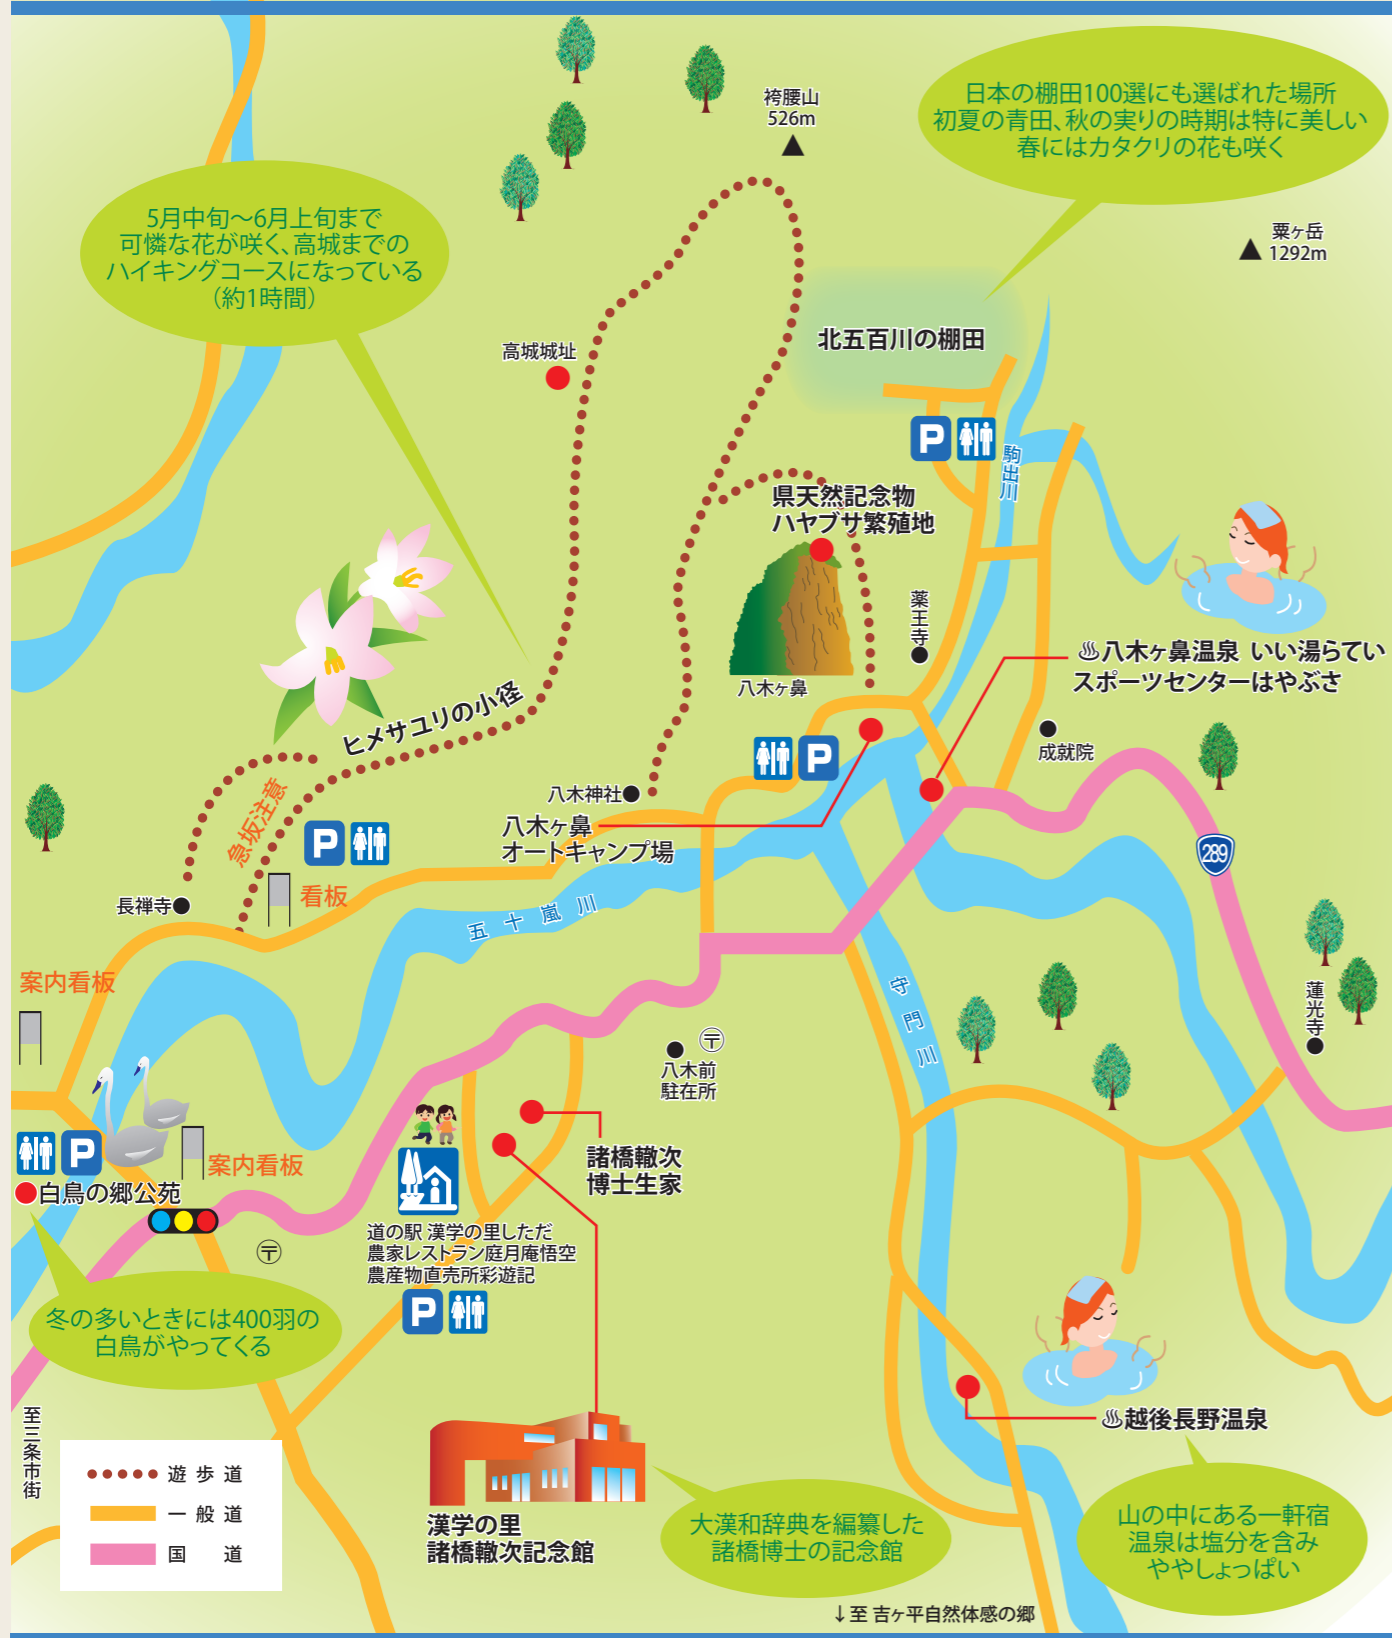 袴腰山
526m
日本の棚田100選にも選ばれた場所
初夏の青田、秋の実りの時期は特に美しい
春にはカタクリの花も咲く
5月中旬～6月上旬まで
可憐な花が咲く、高城までの
ハイキングコースになっている
（約1時間）
粟ヶ岳
1292m
北五百川の棚田
高城城址
P
駒出川
県天然記念物
ハヤブサ繁殖地
薬王寺
八木ヶ鼻
♨八木ヶ鼻温泉 いい湯らてい
スポーツセンターはやぶさ
ヒメサユリの小径
成就院
P
急坂注意
八木神社
八木ヶ鼻
オートキャンプ場
P
289
看板
長禅寺
五十嵐川
案内看板
守門川
蓮光寺
〒
八木前
駐在所
P
案内看板
白鳥の郷公苑
諸橋轍次
博士生家
〒
道の駅 漢学の里しただ
農家レストラン庭月庵悟空
農産物直売所彩遊記
P
冬の多いときには400羽の
白鳥がやってくる
♨越後長野温泉
至三条市街
遊歩道
一般道
国道
漢学の里
諸橋轍次記念館
大漢和辞典を編纂した
諸橋博士の記念館
山の中にある一軒宿
温泉は塩分を含み
ややしょっぱい
↓至 吉ヶ平自然体感の郷